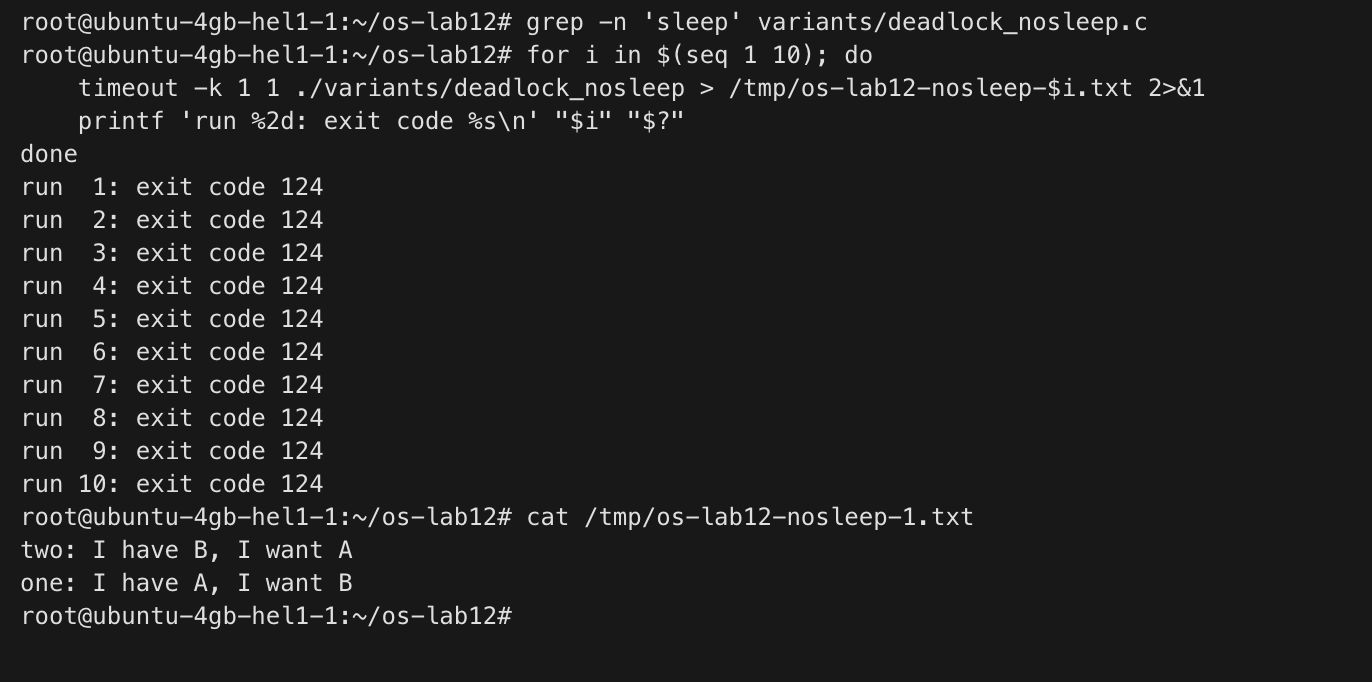 root@ubuntu-4gb-hel1-1:~/os-lab12# grep -n 'sleep' variants/deadlock_nosleep.c
root@ubuntu-4gb-hel1-1:~/os-lab12# for i in $(seq 1 10); do
    timeout -k 1 1 ./variants/deadlock_nosleep > /tmp/os-lab12-nosleep-$i.txt 2>&1
    printf 'run %2d: exit code %s\n' "$i" "$?"
done
run  1: exit code 124
run  2: exit code 124
run  3: exit code 124
run  4: exit code 124
run  5: exit code 124
run  6: exit code 124
run  7: exit code 124
run  8: exit code 124
run  9: exit code 124
run 10: exit code 124
root@ubuntu-4gb-hel1-1:~/os-lab12# cat /tmp/os-lab12-nosleep-1.txt
two: I have B, I want A
one: I have A, I want B
root@ubuntu-4gb-hel1-1:~/os-lab12#